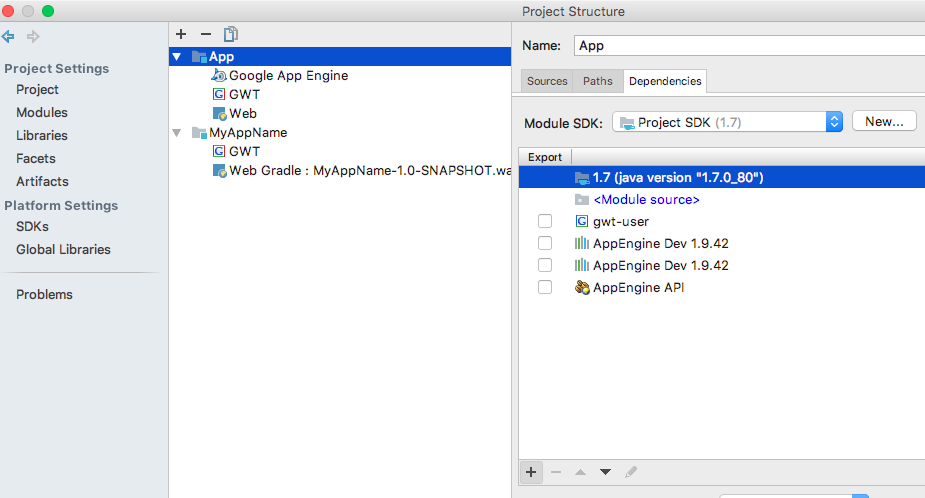 Project Structure
Project Settings
Project
Modules
Libraries
Facets
Artifacts
Platform Settings
SDKs
Global Libraries
Problems
App
Google App Engine
GWT
Web
MyAppName
GWT
Web Gradle : MyAppName-1.0-SNAPSHOT.wa
Name: App
Sources Paths Dependencies
Module SDK: Project SDK (1.7) New...
Export
1.7 (java version "1.7.0_80")
<Module source>
gwt-user
AppEngine Dev 1.9.42
AppEngine Dev 1.9.42
AppEngine API